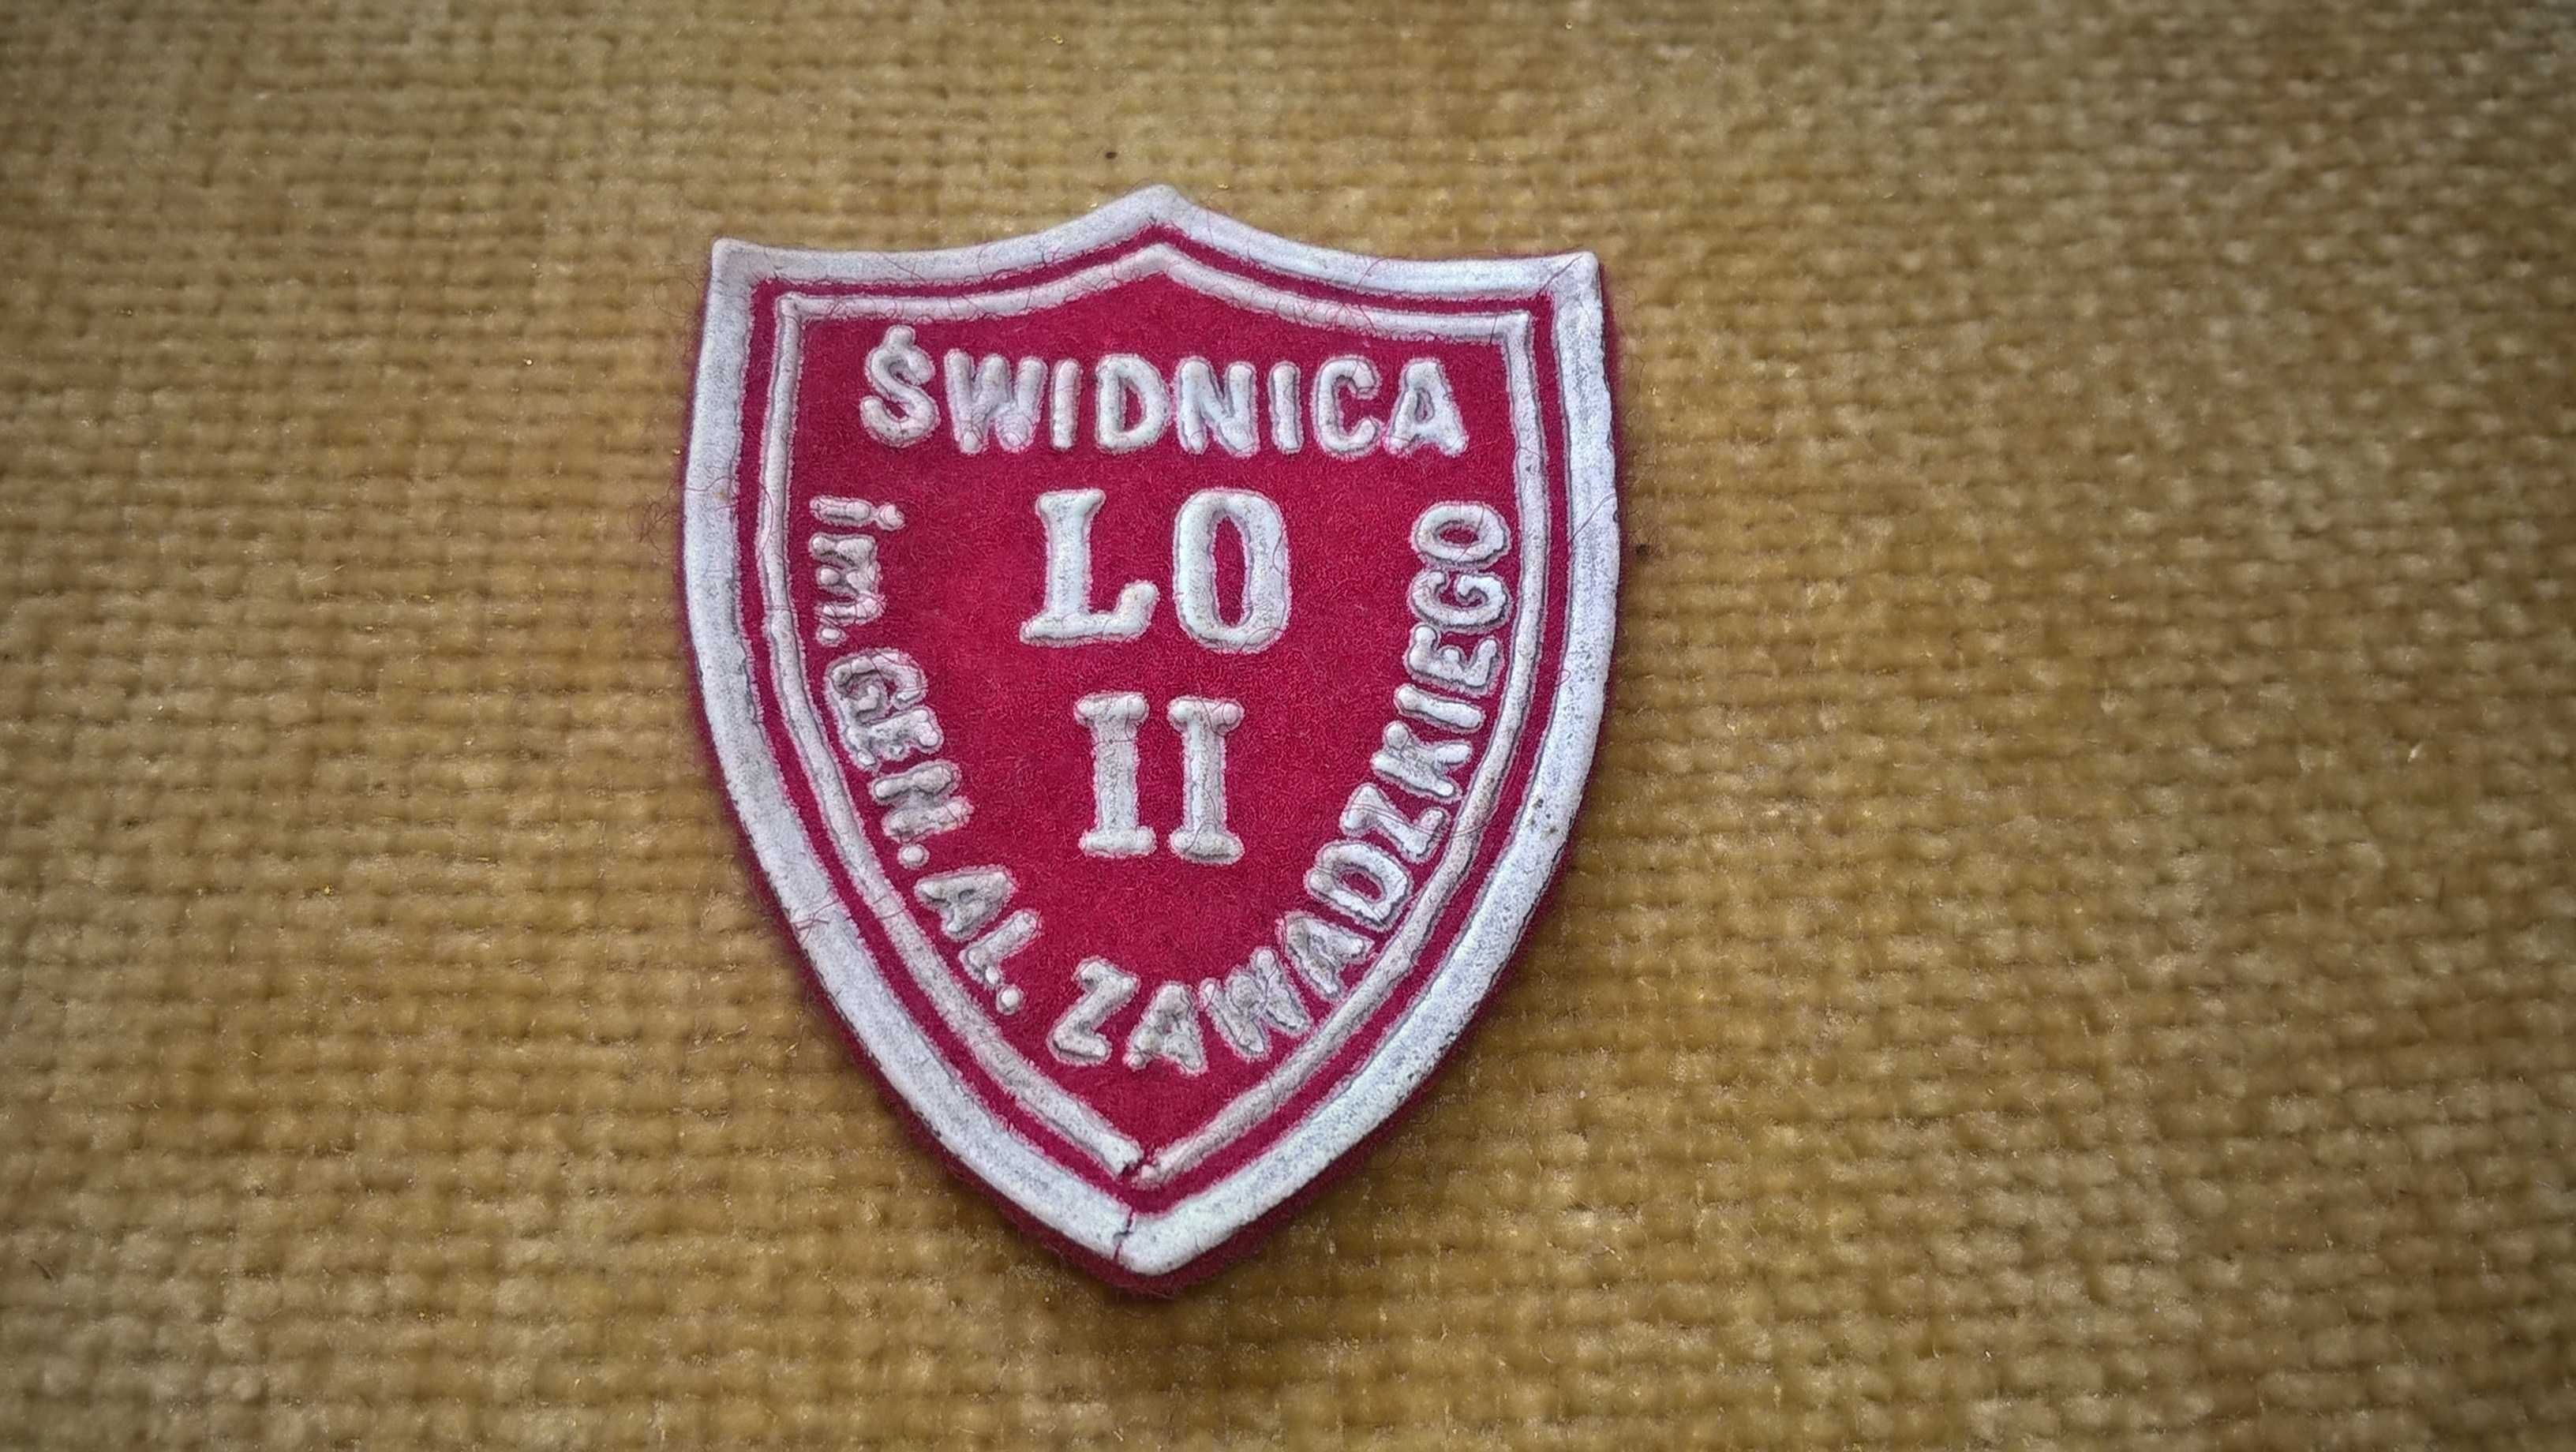 ŚWIDNICA
LO
II
im. GEN. AL. ZAWADZKIEGO